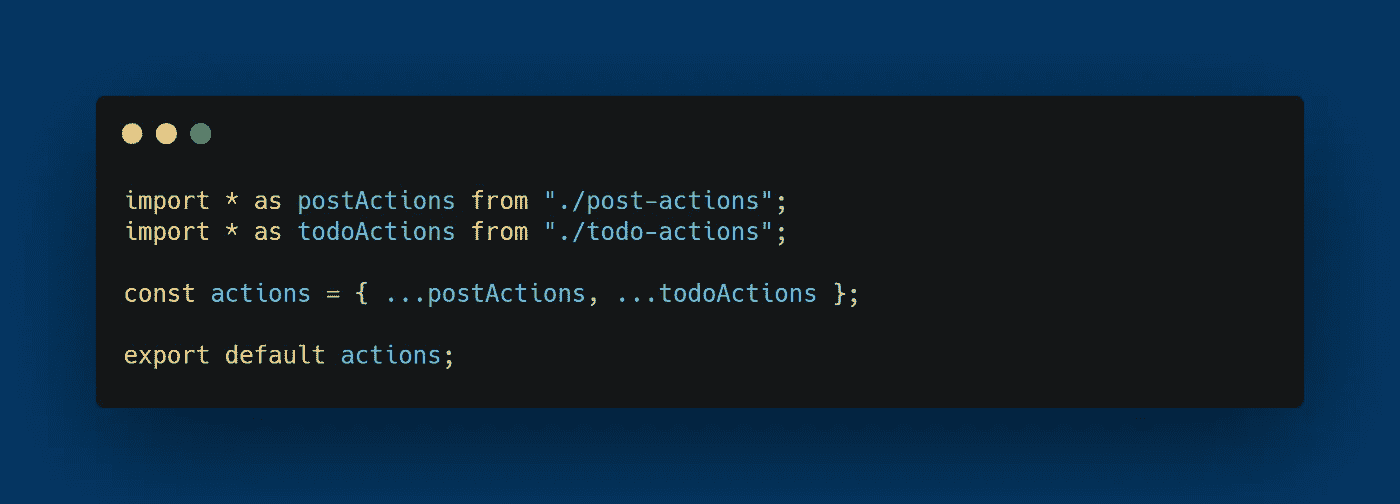 import * as postActions from "./post-actions";
import * as todoActions from "./todo-actions";
const actions = { ...postActions, ...todoActions };
export default actions;